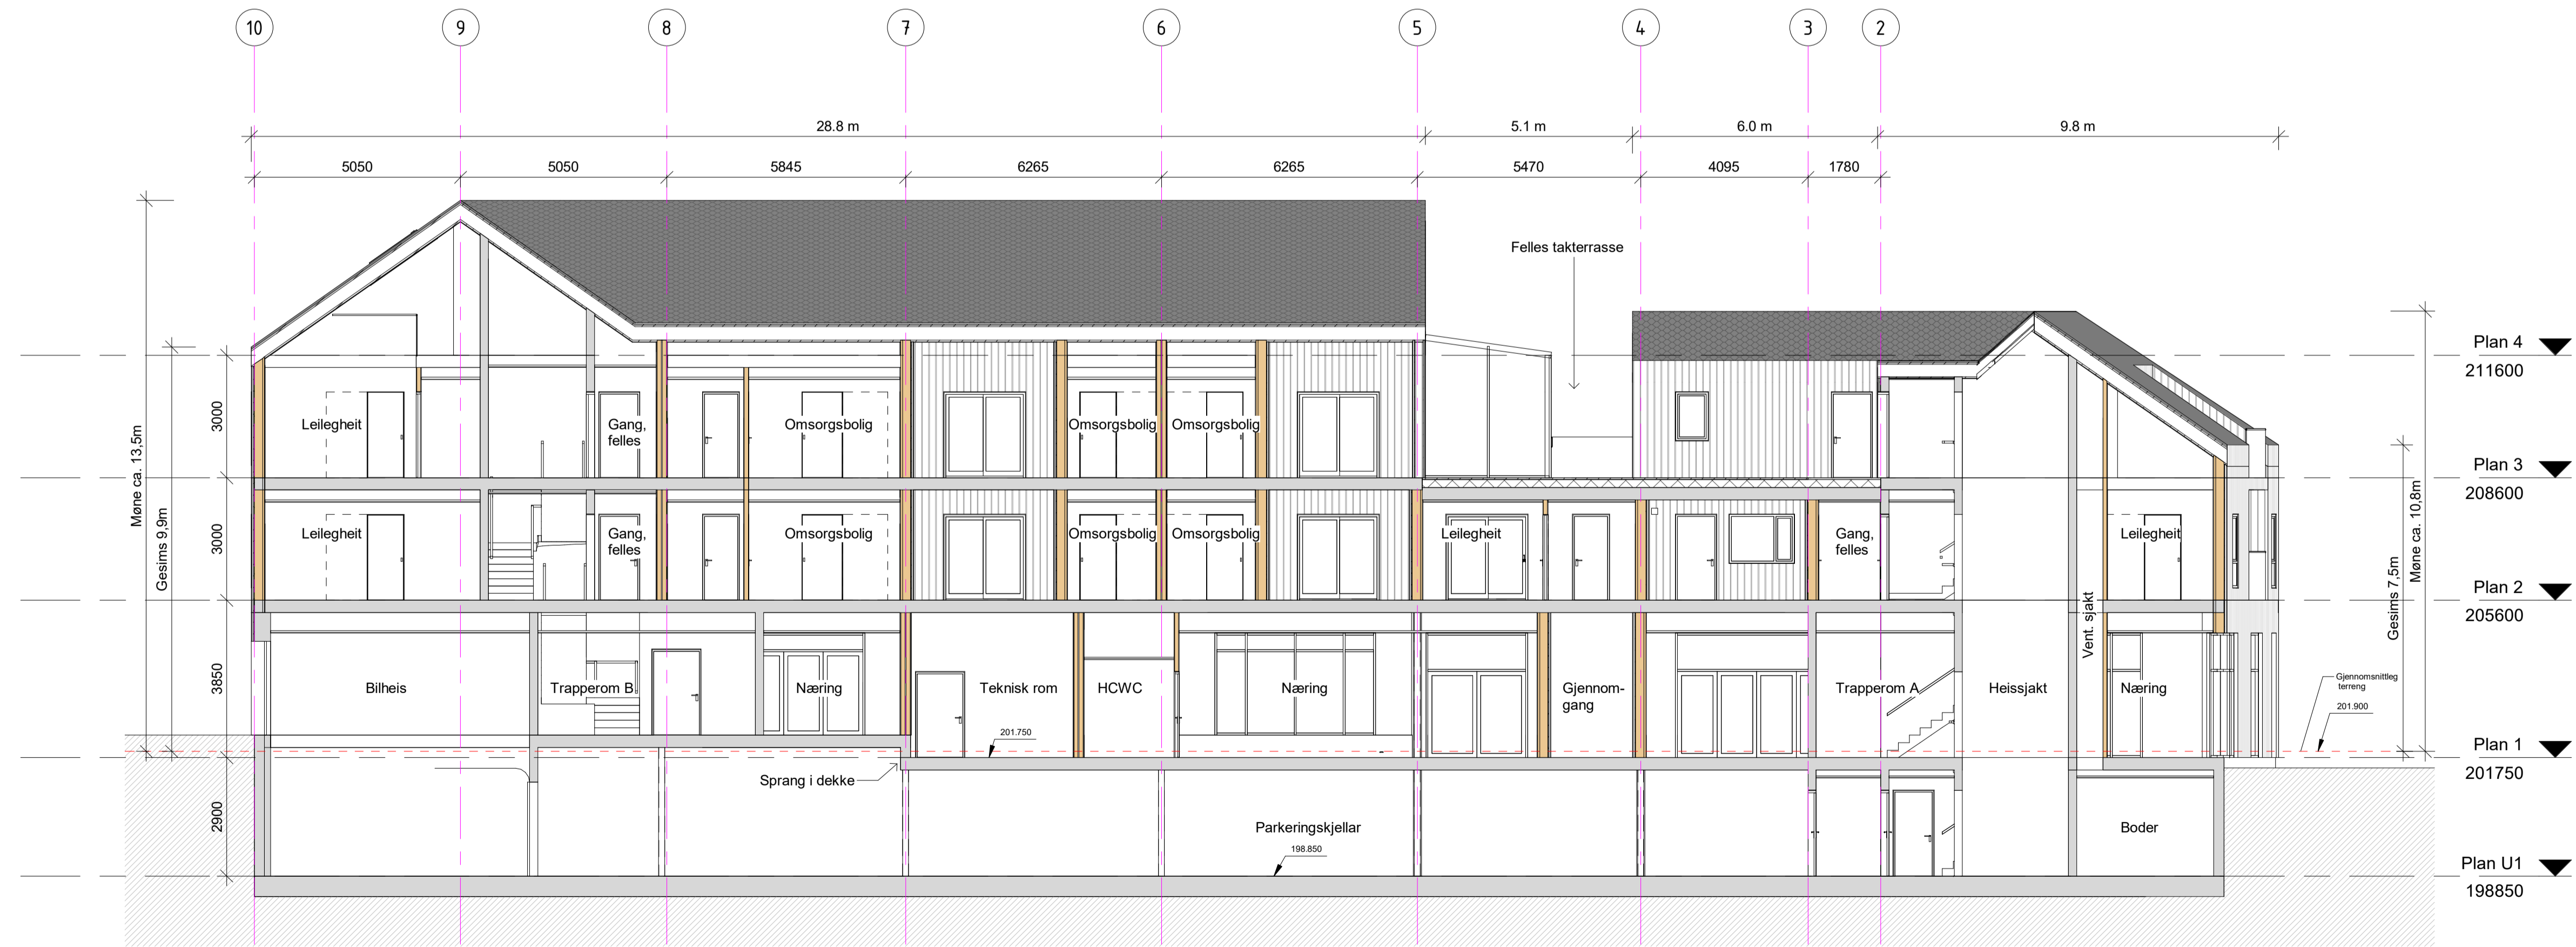 10 9 8 7 6 5 4 3 2
28.8 m 5.1 m 6.0 m 9.8 m
5050 5050 5845 6265 6265 5470 4095 1780
Felles takterrasse
Plan 4
211600
Møne ca. 13,5m
Gesims 9,9m
3000
3000
3850
2900
Leilegheit
Gang,
felles
Omsorgsbolig
Omsorgsbolig
Omsorgsbolig
Plan 3
208600
Leilegheit
Gang,
felles
Omsorgsbolig
Omsorgsbolig
Omsorgsbolig
Leilegheit
Gang,
felles
Leilegheit
Møne ca. 10,8m
Gesims 7,5m
Vent. sjakt
Plan 2
205600
Bilheis
Trapperom B
Næring
Teknisk rom
HCWC
Næring
Gjennom-
gang
Trapperom A
Heissjakt
Næring
Gjennomsnittleg
terreng
201.900
201.750
Plan 1
201750
Sprang i dekke
Parkeringskjellar
198.850
Boder
Plan U1
198850